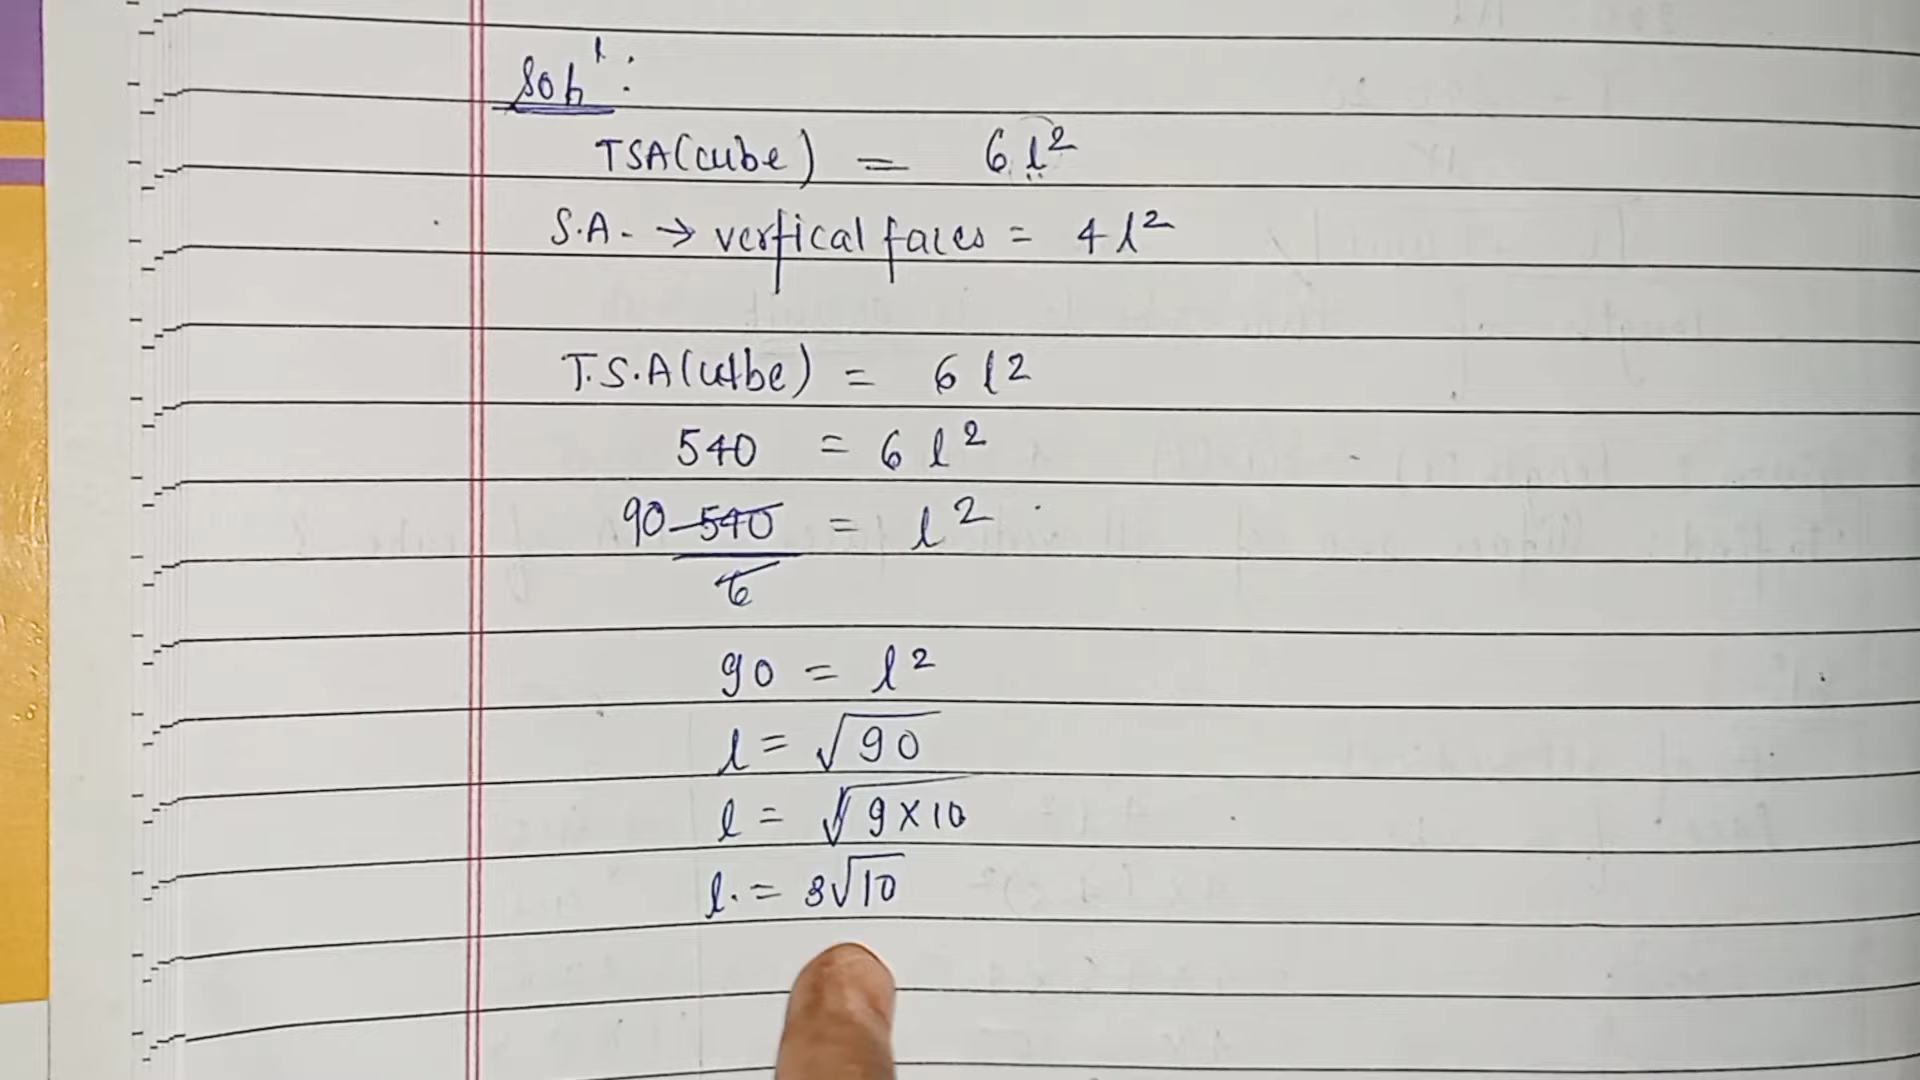 Soln:
TSA(cube) = 6l²
S.A. → vertical faces = 4l²
T.S.A(cube) = 6l²
540 = 6l²
90 540/6 = l²
90 = l²
l = √90
l = √9×10
l. = 3√10